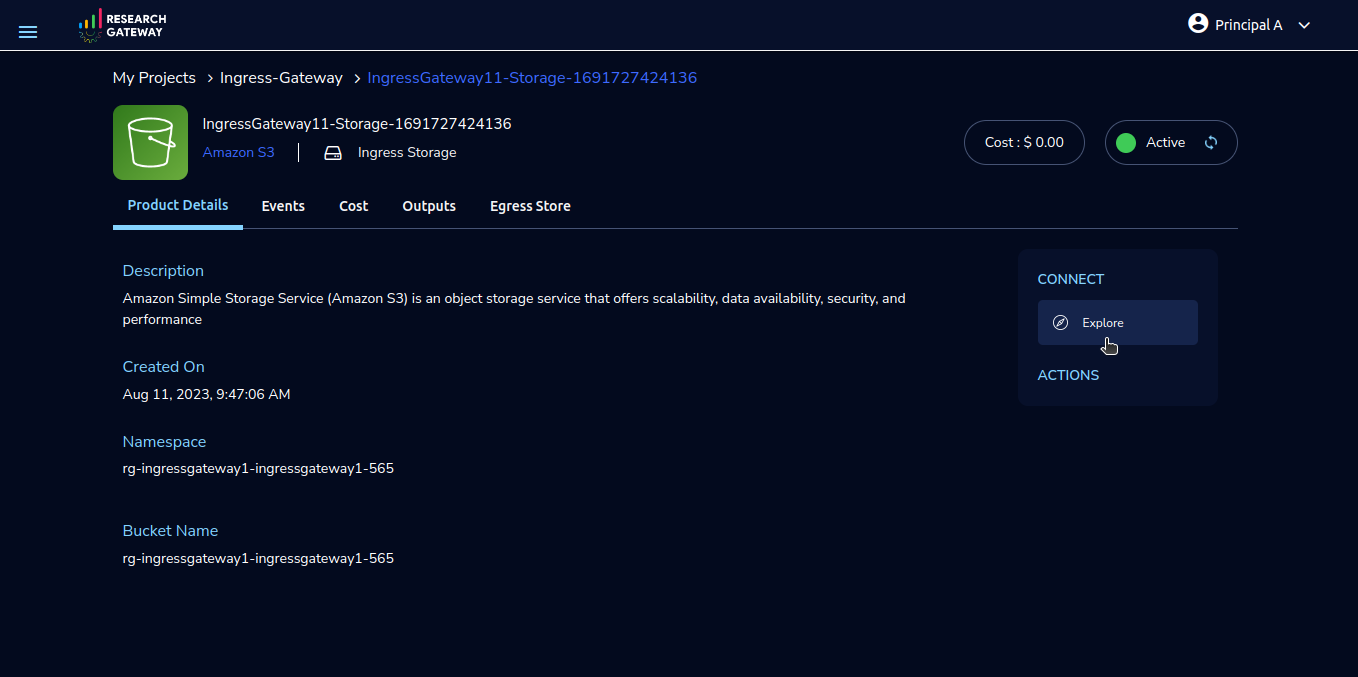 RESEARCH
GATEWAY
Principal A
My Projects > Ingress-Gateway > IngressGateway11-Storage-1691727424136
IngressGateway11-Storage-1691727424136
Amazon S3 | Ingress Storage
Cost : $ 0.00
Active
Product Details Events Cost Outputs Egress Store
Description
Amazon Simple Storage Service (Amazon S3) is an object storage service that offers scalability, data availability, security, and
performance
Created On
Aug 11, 2023, 9:47:06 AM
Namespace
rg-ingressgateway1-ingressgateway1-565
Bucket Name
rg-ingressgateway1-ingressgateway1-565
CONNECT
Explore
ACTIONS